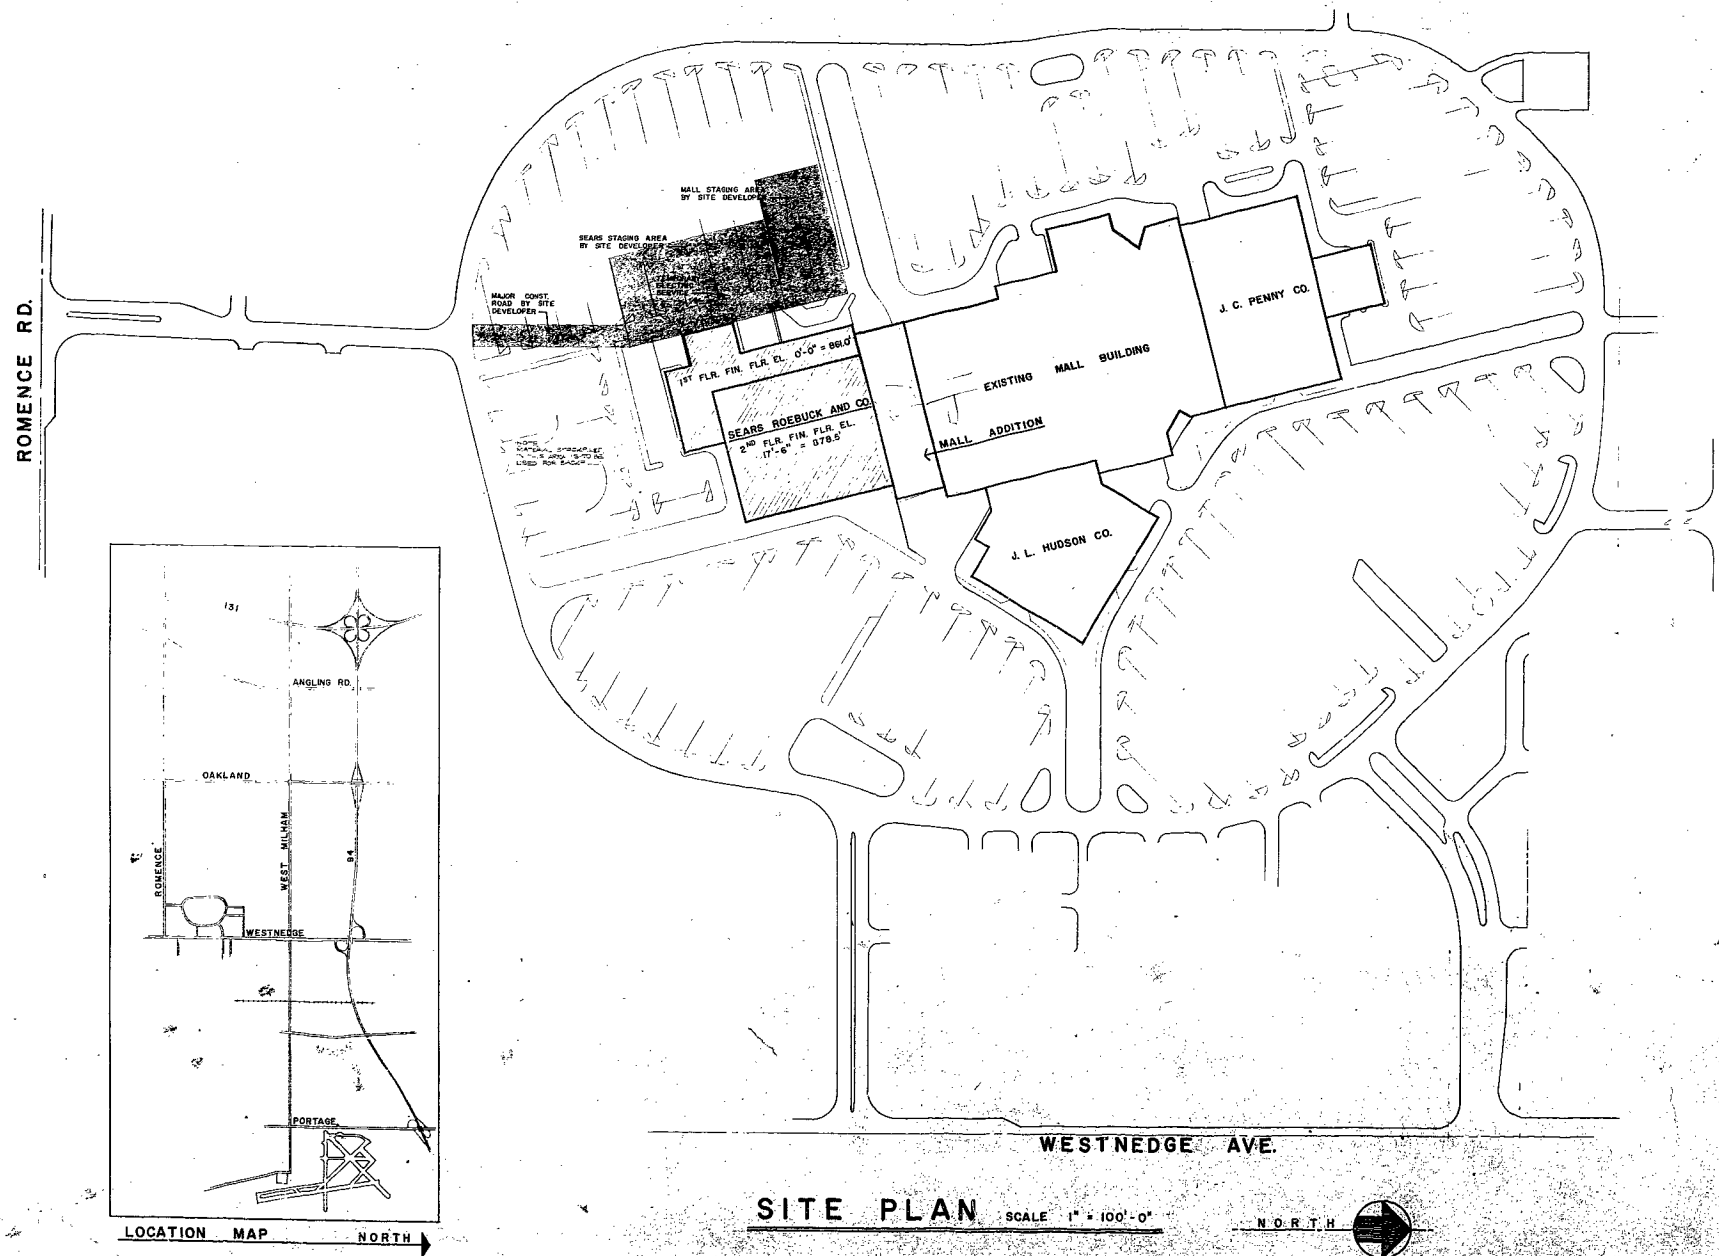 MALL STAGING AREA
BY SITE DEVELOPER
SEARS STAGING AREA
BY SITE DEVELOPER
MAJOR CONST.
ROAD BY SITE
DEVELOPER
ROMENCE RD.
J. C. PENNY CO.
1ST FLR. FIN. FLR. EL. 0'-0" = 861.0'
EXISTING MALL BUILDING
SEARS ROEBUCK AND CO.
2ND FLR. FIN. FLR. EL.
17'-6" = 878.5'
MALL ADDITION
J. L. HUDSON CO.
131
ANGLING RD.
OAKLAND
ROMENCE
WEST MILHAM
94
WESTNEDGE
PORTAGE
LOCATION MAP NORTH
WESTNEDGE AVE.
SITE PLAN SCALE 1" = 100'-0"
NORTH